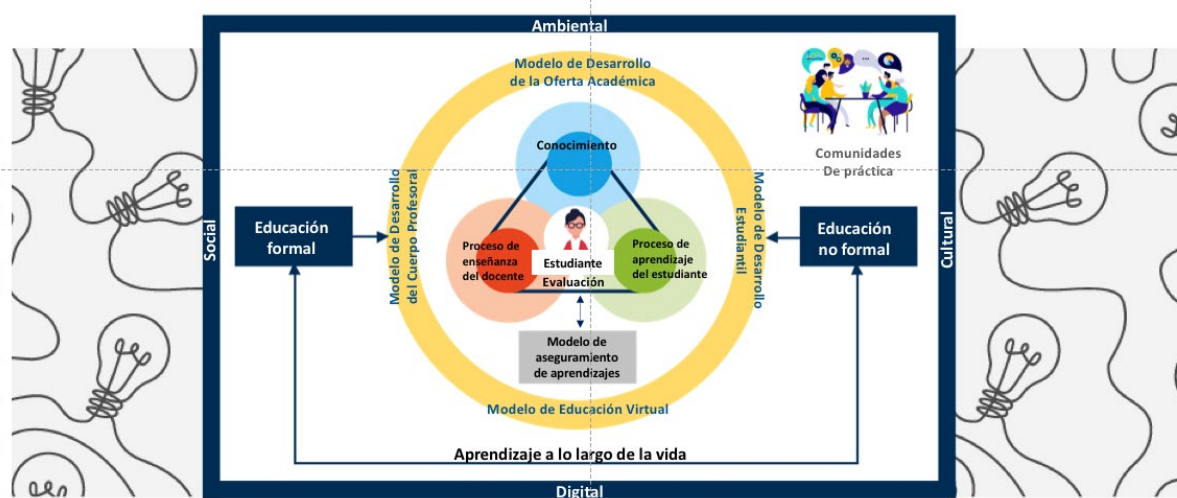 Ambiental
Modelo de Desarrollo
de la Oferta Académica
Comunidades
De práctica
Conocimiento
Social
Educación
formal
Modelo de Desarrollo
del Cuerpo Profesoral
Proceso de
enseñanza
del docente
Estudiante
Evaluación
Proceso de
aprendizaje
del estudiante
Modelo de Desarrollo
Estudiantil
Educación
no formal
Cultural
Modelo de
aseguramiento
de aprendizajes
Modelo de Educación Virtual
Aprendizaje a lo largo de la vida
Digital